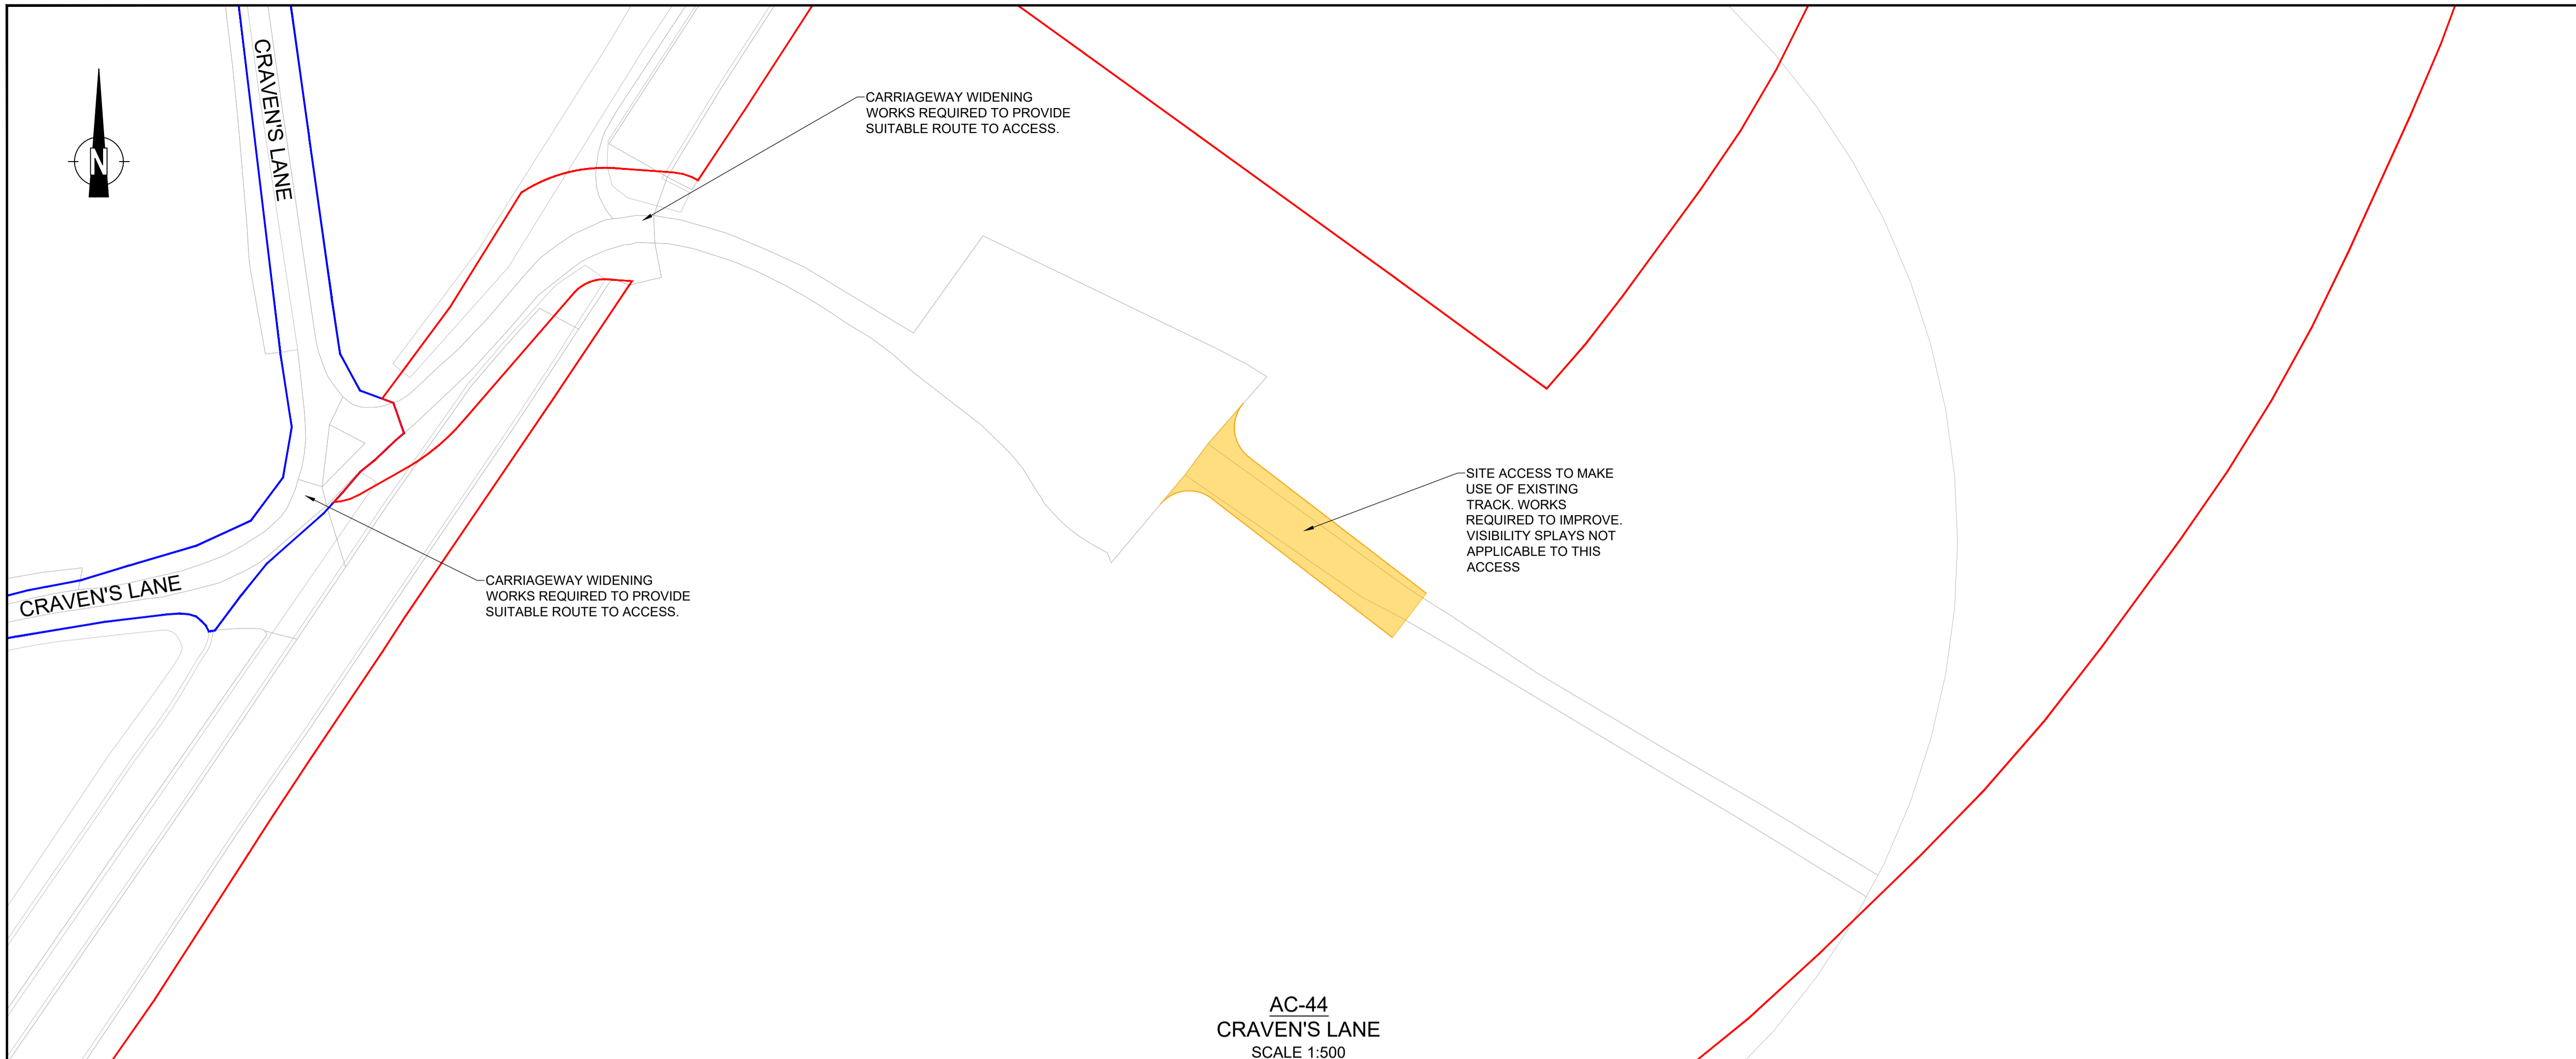 CRAVEN'S LANE
N
CARRIAGEWAY WIDENING
WORKS REQUIRED TO PROVIDE
SUITABLE ROUTE TO ACCESS.
SITE ACCESS TO MAKE
USE OF EXISTING
TRACK. WORKS
REQUIRED TO IMPROVE.
VISIBILITY SPLAYS NOT
APPLICABLE TO THIS
ACCESS
CARRIAGEWAY WIDENING
WORKS REQUIRED TO PROVIDE
SUITABLE ROUTE TO ACCESS.
CRAVEN'S LANE
AC-44
CRAVEN'S LANE
SCALE 1:500